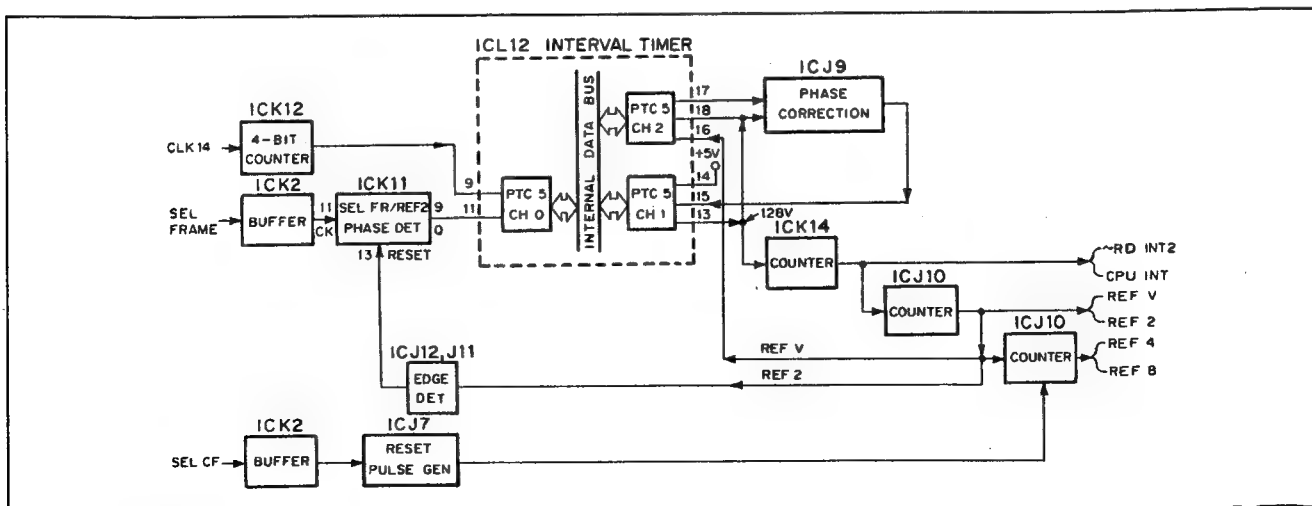 ICL12 INTERVAL TIMER
ICJ9
PHASE
CORRECTION
ICK12
4-BIT
COUNTER
CLK14
ICK2
BUFFER
SEL
FRAME
11
CK
ICK11
SEL FR/REF2
PHASE DET
9
Q
13 RESET
9
11
PTC 5
CH 0
INTERNAL DATA BUS
PTC 5
CH 2
17
18
16
+5V
PTC 5
CH 1
14
15
13
128V
ICK14
COUNTER
~RD INT2
CPU INT
ICJ10
COUNTER
REF V
REF 2
ICJ10
COUNTER
REF 4
REF 8
REF V
REF 2
ICJ12, J11
EDGE
DET
ICK2
BUFFER
SEL CF
ICJ7
RESET
PULSE GEN